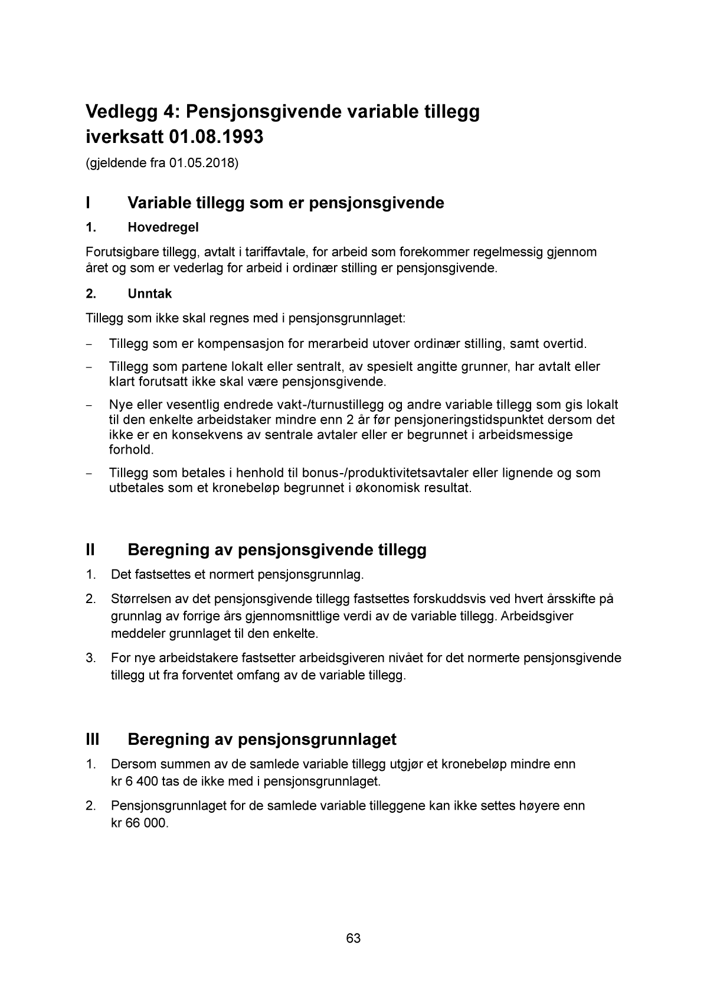 Vedlegg 4: Pensjonsgivende variable tillegg
iverksatt 01.08.1993
(gjeldende fra 01.05.2018)
I Variable tillegg som er pensjonsgivende
1. Hovedregel
Forutsigbare tillegg, avtalt i tariffavtale, for arbeid som forekommer regelmessig gjennom
året og som er vederlag for arbeid i ordinær stilling er pensjonsgivende.
2. Unntak
Tillegg som ikke skal regnes med i pensjonsgrunnlaget:
– Tillegg som er kompensasjon for merarbeid utover ordinær stilling, samt overtid.
– Tillegg som partene lokalt eller sentralt, av spesielt angitte grunner, har avtalt eller
klart forutsatt ikke skal være pensjonsgivende.
– Nye eller vesentlig endrede vakt-/turnustillegg og andre variable tillegg som gis lokalt
til den enkelte arbeidstaker mindre enn 2 år før pensjoneringstidspunktet dersom det
ikke er en konsekvens av sentrale avtaler eller er begrunnet i arbeidsmessige
forhold.
– Tillegg som betales i henhold til bonus-/produktivitetsavtaler eller lignende og som
utbetales som et kronebeløp begrunnet i økonomisk resultat.
II Beregning av pensjonsgivende tillegg
1. Det fastsettes et normert pensjonsgrunnlag.
2. Størrelsen av det pensjonsgivende tillegg fastsettes forskuddsvis ved hvert årsskifte på
grunnlag av forrige års gjennomsnittlige verdi av de variable tillegg. Arbeidsgiver
meddeler grunnlaget til den enkelte.
3. For nye arbeidstakere fastsetter arbeidsgiveren nivået for det normerte pensjonsgivende
tillegg ut fra forventet omfang av de variable tillegg.
III Beregning av pensjonsgrunnlaget
1. Dersom summen av de samlede variable tillegg utgjør et kronebeløp mindre enn
kr 6 400 tas de ikke med i pensjonsgrunnlaget.
2. Pensjonsgrunnlaget for de samlede variable tilleggene kan ikke settes høyere enn
kr 66 000.
63